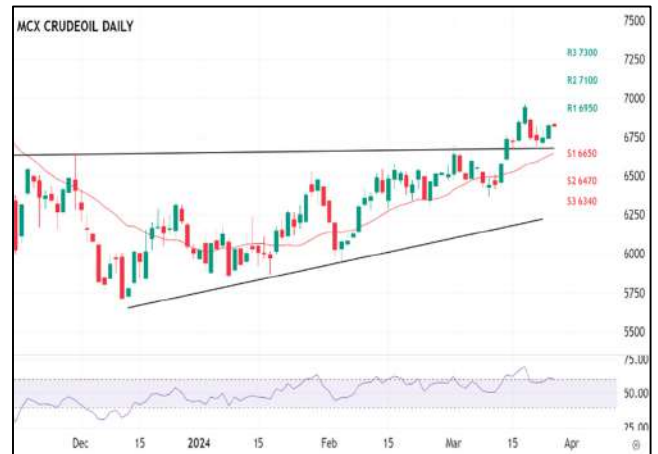 MCX CRUDEOIL DAILY
7500
R3 7300
7250
R2 7100
7000
R1 6950
6750
S1 6650
6500
S2 6470
S3 6340
6250
6000
5750
5500
75.00
50.00
25.00
Dec 15 2024 15 Feb 15 Mar 15 Apr